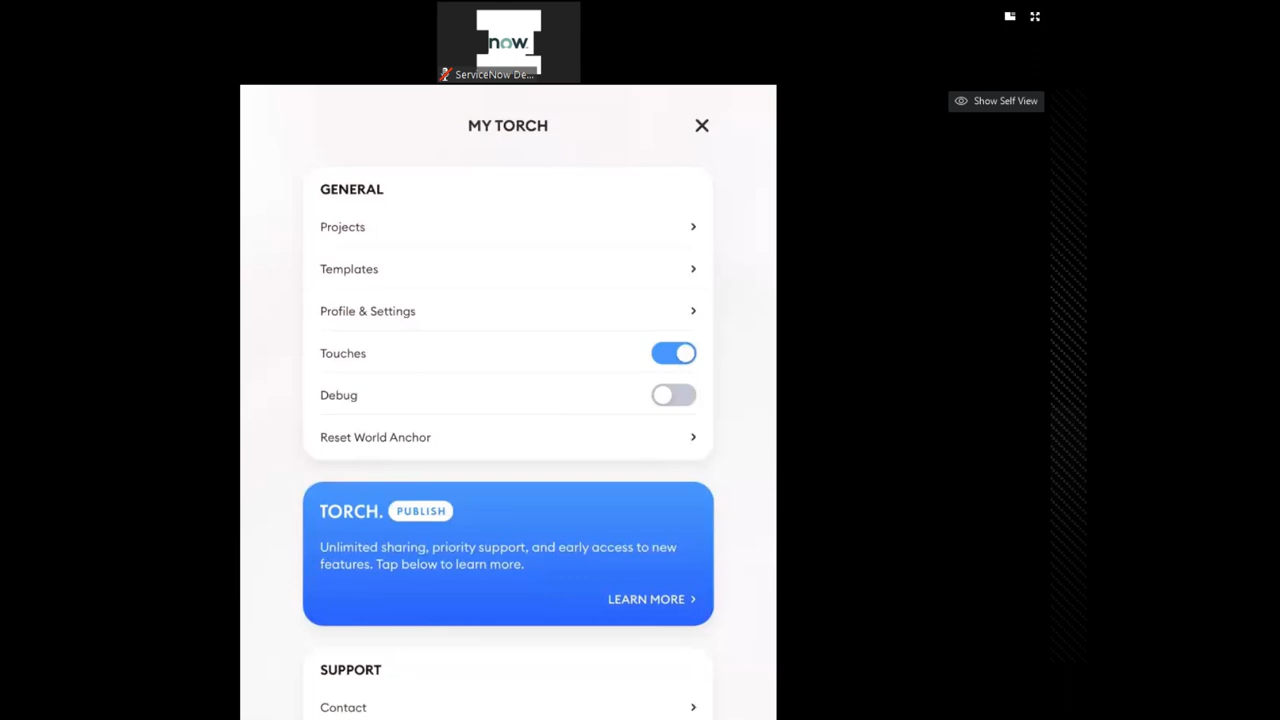 now.
ServiceNow De...
Show Self View
MY TORCH
GENERAL
Projects
Templates
Profile & Settings
Touches
Debug
Reset World Anchor
TORCH. PUBLISH
Unlimited sharing, priority support, and early access to new
features. Tap below to learn more.
LEARN MORE
SUPPORT
Contact